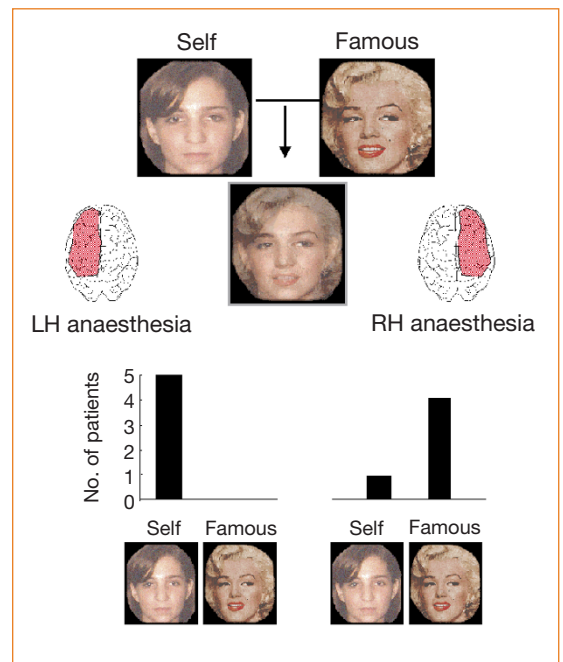 Self Famous
LH anaesthesia RH anaesthesia
No. of patients
5
4
3
2
1
0
Self Famous Self Famous